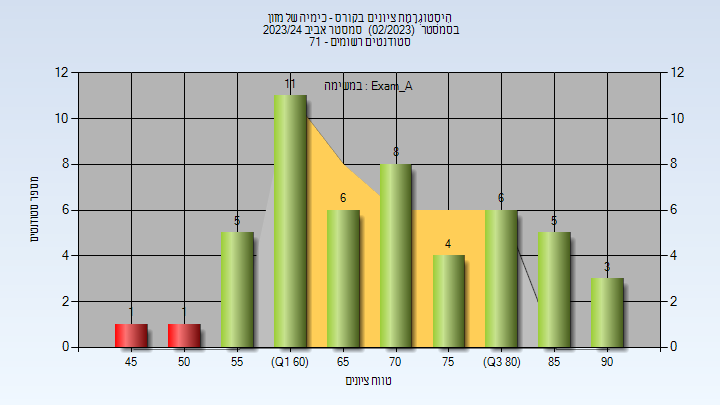 היסטוגרמת ציונים בקורס - כימיה של מזון
בסמסטר (02/2023) סמסטר אביב 2023/24
סטודנטים רשומים - 71
במשימה : Exam_A
מספר סטודנטים
12 12
10 10
8 8
6 6
4 4
2 2
0 0
1 1 5 11 6 8 4 6 5 3
45 50 55 (Q1 60) 65 70 75 (Q3 80) 85 90
טווח ציונים